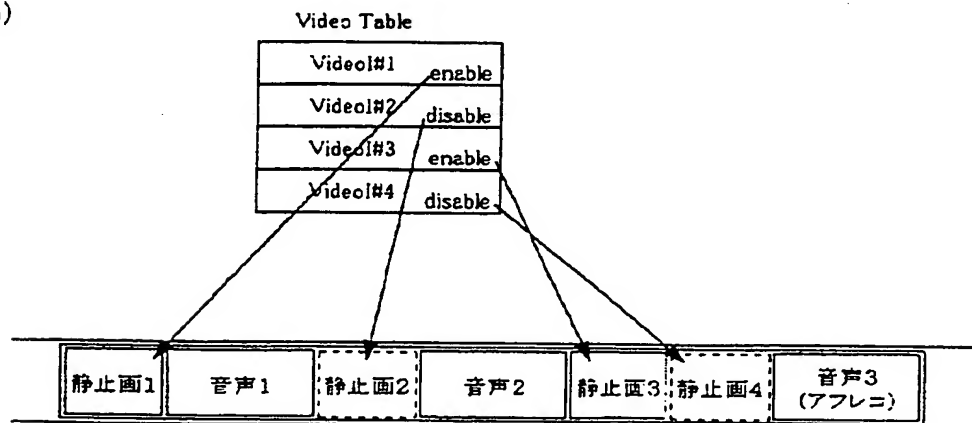 )
Video Table
VideoI#1 enable
VideoI#2 disable
VideoI#3 enable
VideoI#4 disable
静止画1 音声1 静止画2 音声2 静止画3 静止画4 音声3
(アフレコ)